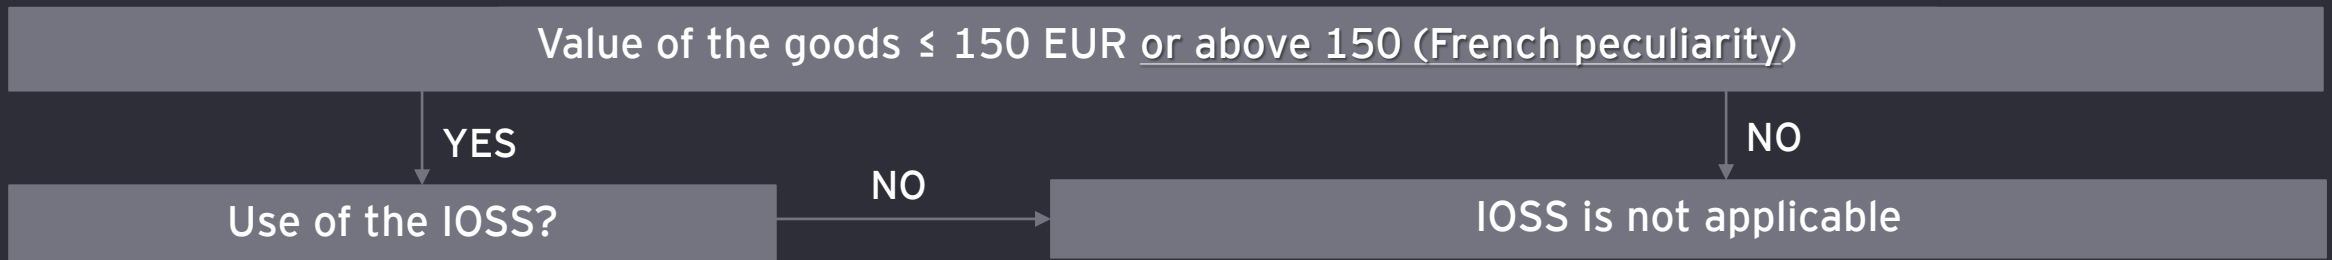 Value of the goods ≤ 150 EUR or above 150 (French peculiarity)
YES
NO
NO
Use of the IOSS?
IOSS is not applicable